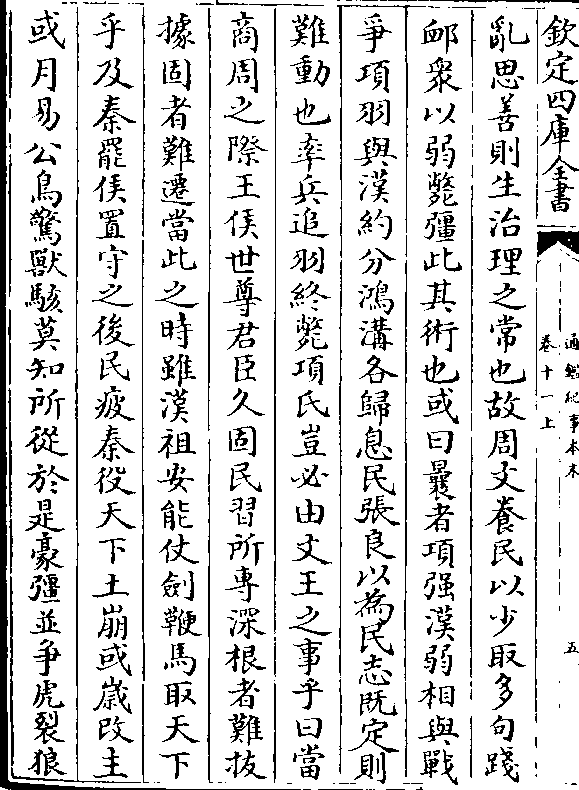 欽定四庫全書
通鑑紀事本末
卷十一上
五
亂思善則生治理之常也故周文養民以少取多句踐
卹衆以弱斃彊此其術也或曰曩者項强漢弱相與戰
爭項羽與漢約分鴻溝各歸息民張良以為民志既定則
難動也率兵追羽終斃項氏豈必由文王之事乎曰當
商周之際王侯世尊君臣久固民習所専深根者難拔
據固者難遷當此之時雖漢祖安能仗劍鞭馬取天下
乎及秦罷侯置守之後民疲秦役天下土崩或歲改主
或月易公鳥驚獸駭莫知所從於是豪彊並爭虎裂狼